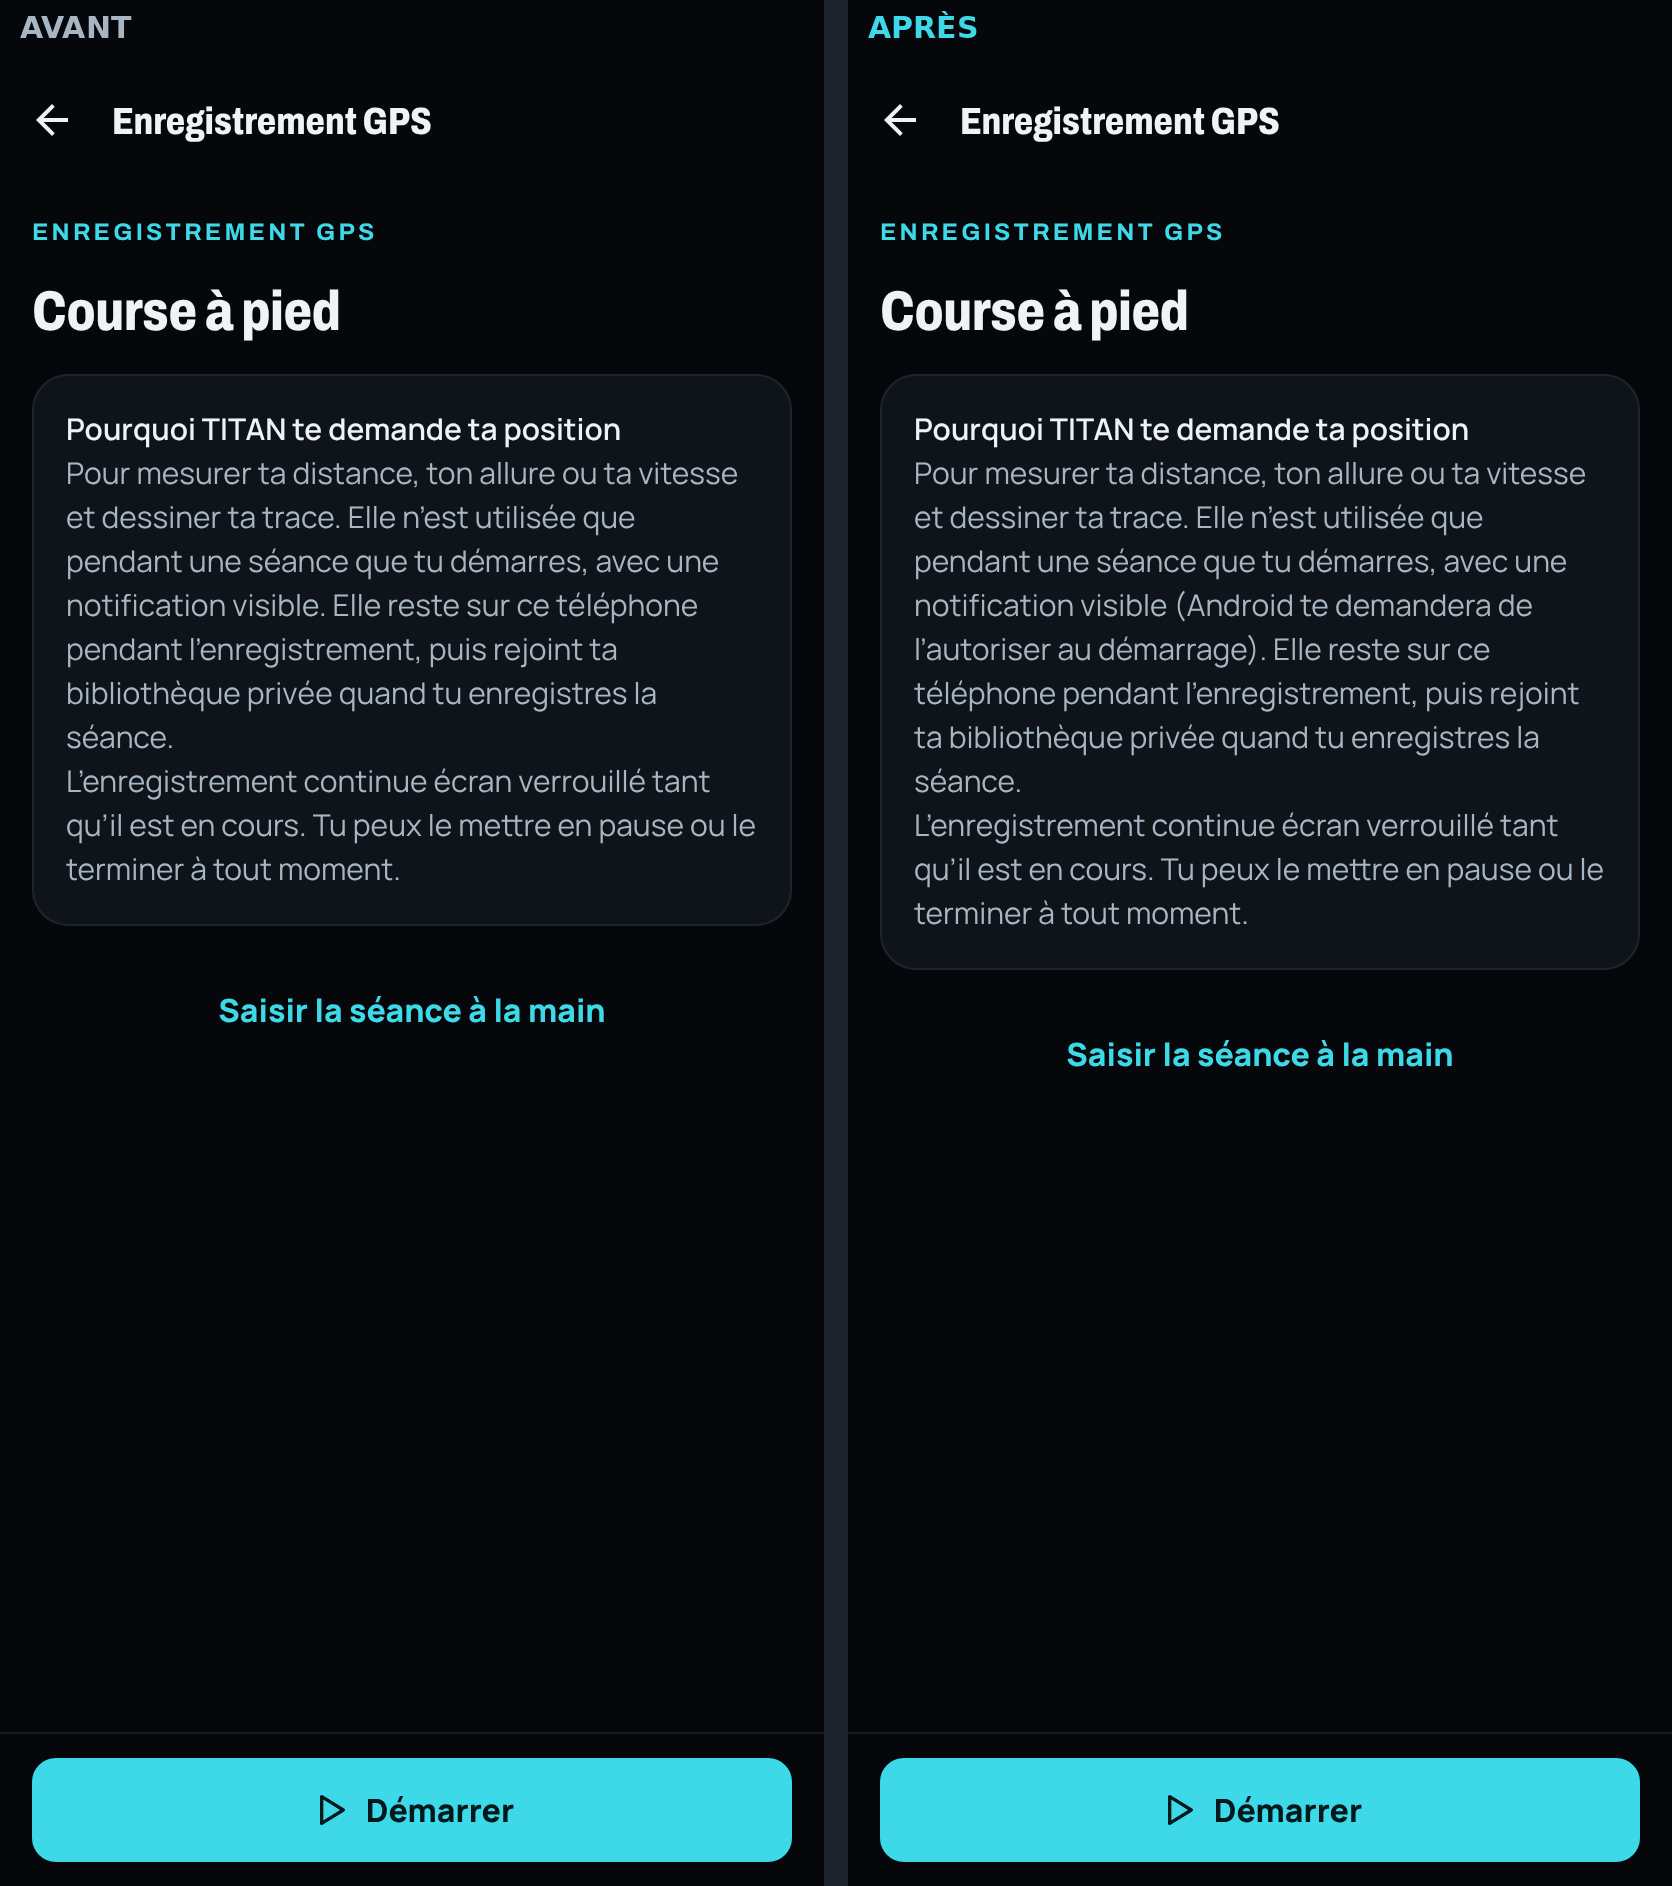 AVANT
Enregistrement GPS
ENREGISTREMENT GPS
Course à pied
Pourquoi TITAN te demande ta position
Pour mesurer ta distance, ton allure ou ta vitesse
et dessiner ta trace. Elle n’est utilisée que
pendant une séance que tu démarres, avec une
notification visible. Elle reste sur ce téléphone
pendant l’enregistrement, puis rejoint ta
bibliothèque privée quand tu enregistres la
séance.
L’enregistrement continue écran verrouillé tant
qu’il est en cours. Tu peux le mettre en pause ou le
terminer à tout moment.
Saisir la séance à la main
Démarrer
APRÈS
Enregistrement GPS
ENREGISTREMENT GPS
Course à pied
Pourquoi TITAN te demande ta position
Pour mesurer ta distance, ton allure ou ta vitesse
et dessiner ta trace. Elle n’est utilisée que
pendant une séance que tu démarres, avec une
notification visible (Android te demandera de
l’autoriser au démarrage). Elle reste sur ce
téléphone pendant l’enregistrement, puis rejoint
ta bibliothèque privée quand tu enregistres la
séance.
L’enregistrement continue écran verrouillé tant
qu’il est en cours. Tu peux le mettre en pause ou le
terminer à tout moment.
Saisir la séance à la main
Démarrer